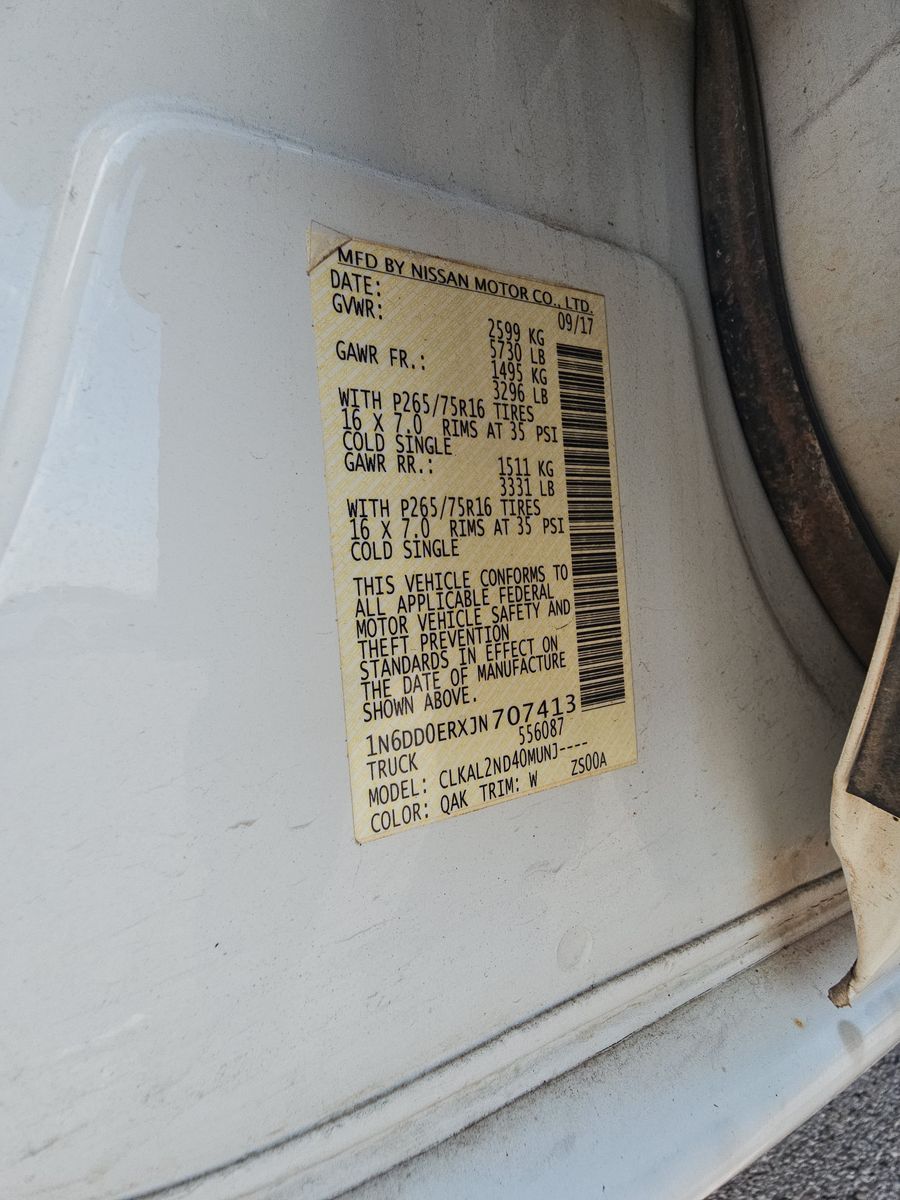 MFD BY NISSAN MOTOR CO., LTD.
DATE: 09/17
GVWR: 2599 KG
5730 LB
GAWR FR.: 1495 KG
3296 LB
WITH P265/75R16 TIRES
16 X 7.0 RIMS AT 35 PSI
COLD SINGLE
GAWR RR.: 1511 KG
3331 LB
WITH P265/75R16 TIRES
16 X 7.0 RIMS AT 35 PSI
COLD SINGLE
THIS VEHICLE CONFORMS TO
ALL APPLICABLE FEDERAL
MOTOR VEHICLE SAFETY AND
THEFT PREVENTION
STANDARDS IN EFFECT ON
THE DATE OF MANUFACTURE
SHOWN ABOVE.
1N6DD0ERXJN707413
TRUCK 556087
MODEL: CLKAL2ND40MUNJ----
COLOR: QAK TRIM: W ZS00A